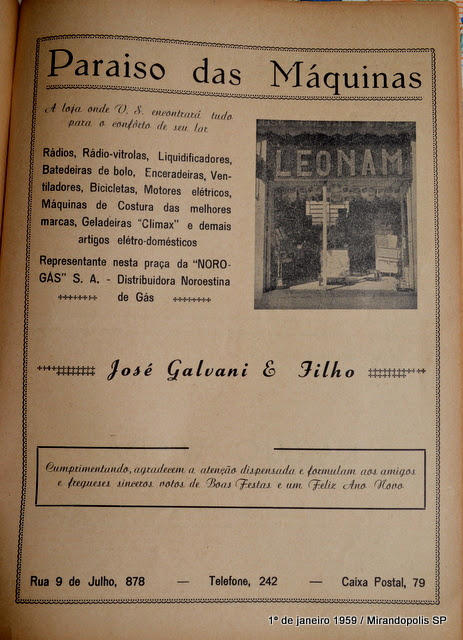 Paraiso das Máquinas
A loja onde V. S. encontrará tudo
para o confôrto de seu lar
Rádios, Rádio-vitrolas, Liquidificadores,
Batedeiras de bolo, Enceradeiras, Ven-
tiladores, Bicicletas, Motores elétricos,
Máquinas de Costura das melhores
marcas, Geladeiras "Climax" e demais
artigos elétro-domésticos
Representante nesta praça da "NORO-
GÁS" S. A. - Distribuidora Noroestina
de Gás
LEONAM
José Galvani & Filho
Cumprimentando, agradecem a atenção dispensada e formulam aos amigos
e fregueses sinceros votos de Boas Festas e um Feliz Ano Novo
Rua 9 de Julho, 878 — Telefone, 242 — Caixa Postal, 79
1º de janeiro 1959 / Mirandopolis SP